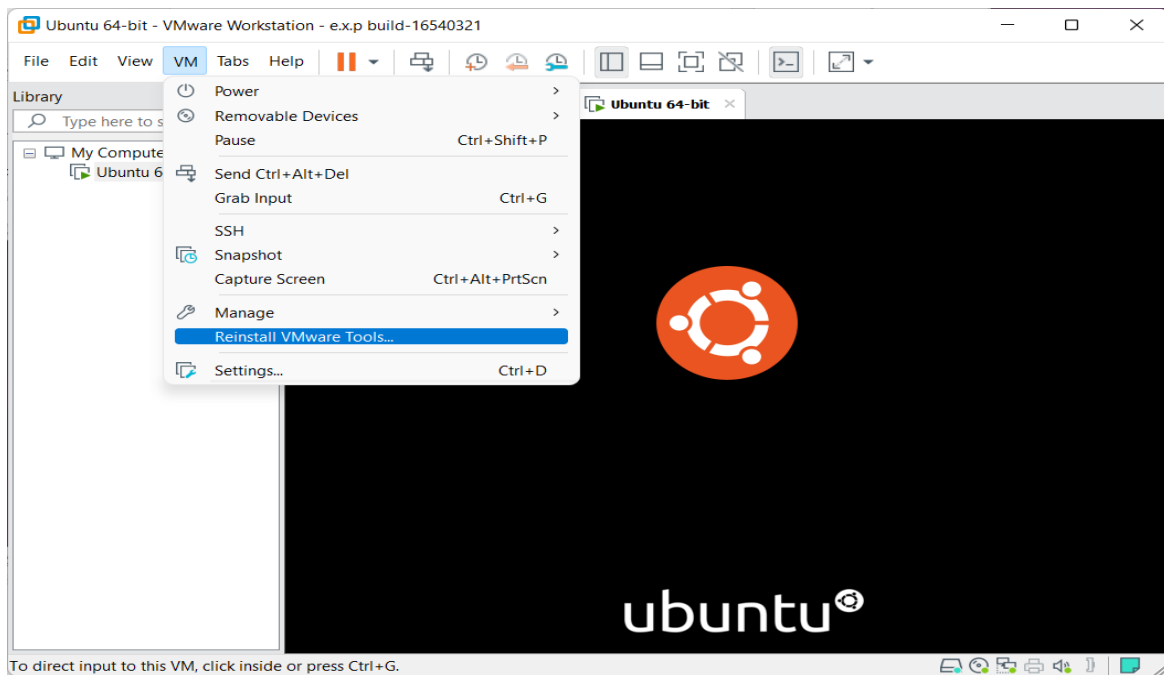 Ubuntu 64-bit - VMware Workstation - e.x.p build-16540321
File Edit View VM Tabs Help
Library
Type here to s
My Compute
Ubuntu 6
Power
Removable Devices
Pause Ctrl+Shift+P
Send Ctrl+Alt+Del
Grab Input Ctrl+G
SSH
Snapshot
Capture Screen Ctrl+Alt+PrtScn
Manage
Reinstall VMware Tools...
Settings... Ctrl+D
Ubuntu 64-bit
ubuntu
To direct input to this VM, click inside or press Ctrl+G.